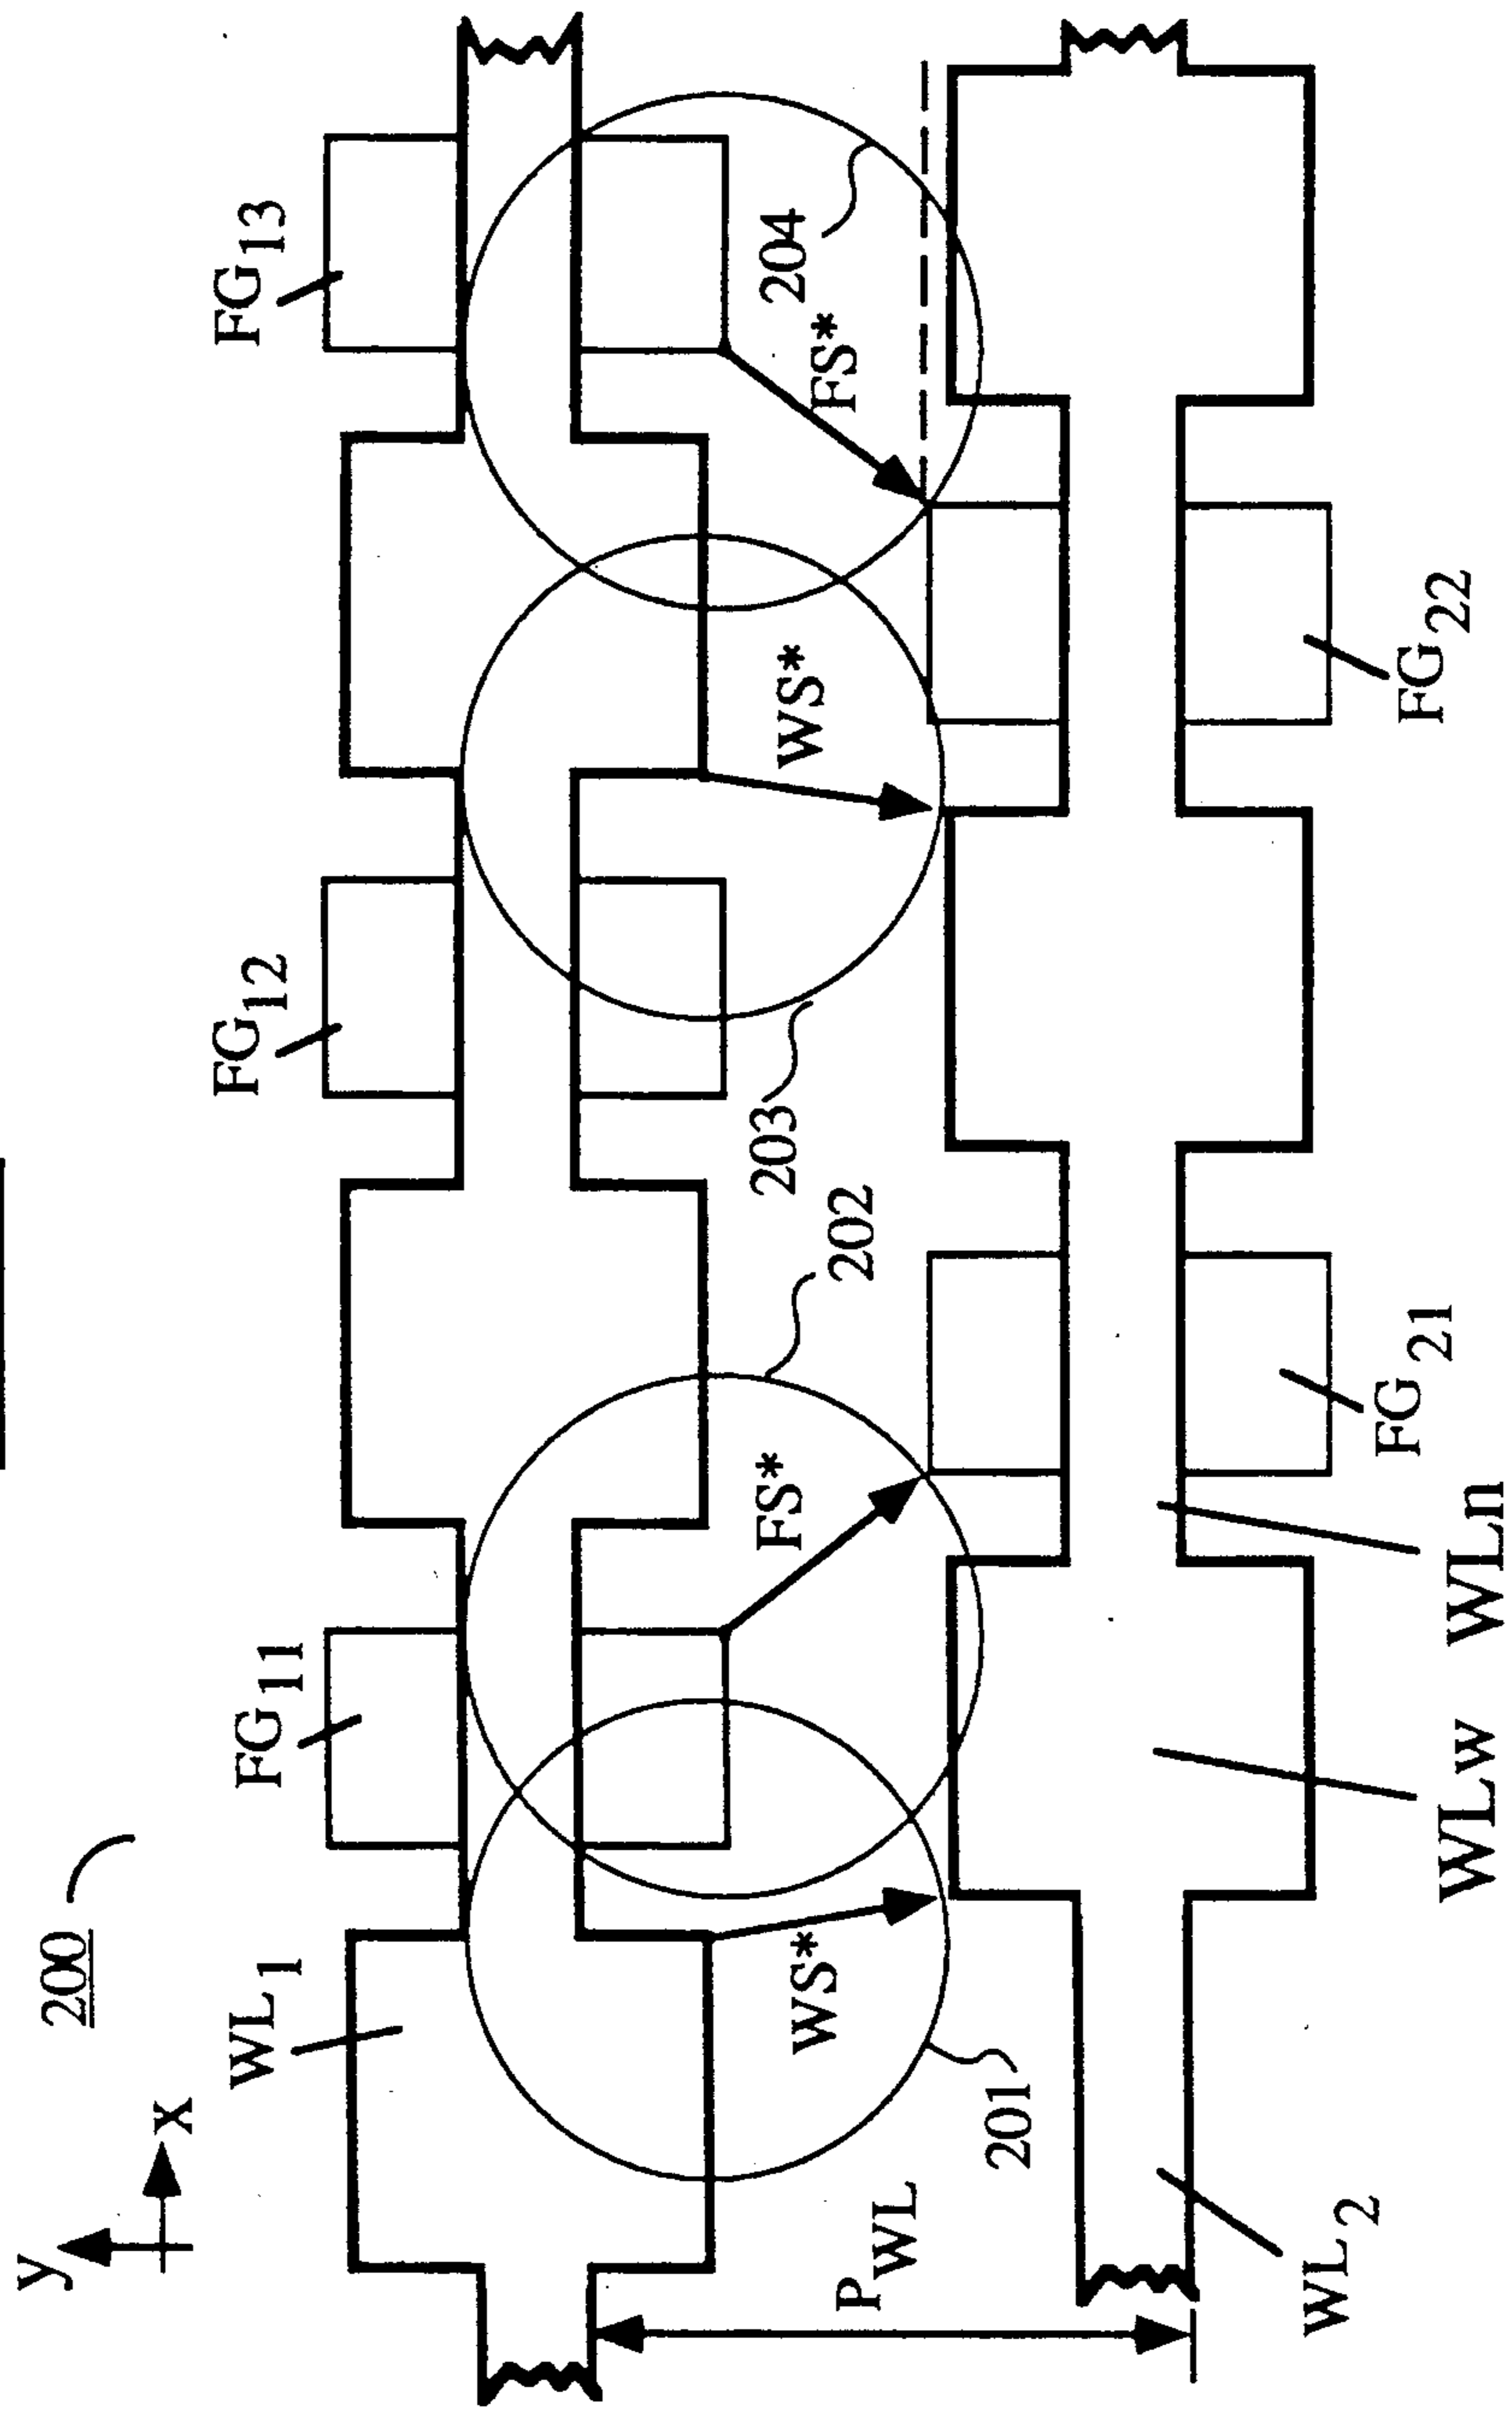 200
y
x
WL1
FG11
FG12
FG13
WS*
FS*
WS*
FS*
201
202
203
204
PWL
WL2
WLw
WLn
FG21
FG22